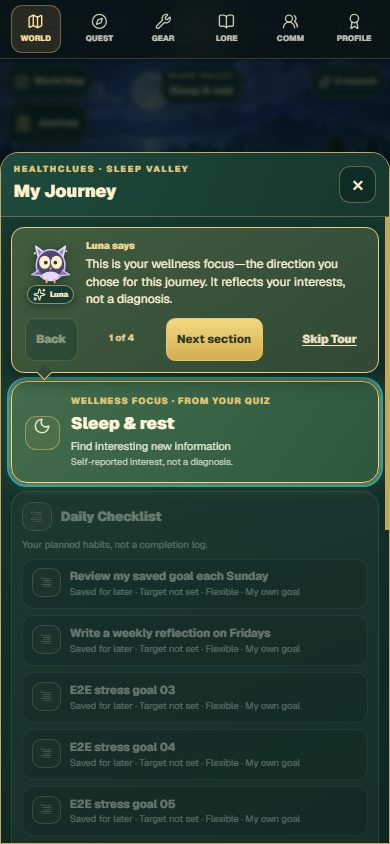 WORLD
QUEST
GEAR
LORE
COMM
PROFILE
World Map
Sleep & rest
Journey
HEALTHCLUES · SLEEP VALLEY
My Journey
Luna says
This is your wellness focus—the direction you
chose for this journey. It reflects your interests,
not a diagnosis.
Luna
Back
1 of 4
Next section
Skip Tour
WELLNESS FOCUS · FROM YOUR QUIZ
Sleep & rest
Find interesting new information
Self-reported interest, not a diagnosis.
Daily Checklist
Your planned habits, not a completion log.
Review my saved goal each Sunday
Saved for later · Target not set · Flexible · My own goal
Write a weekly reflection on Fridays
Saved for later · Target not set · Flexible · My own goal
E2E stress goal 03
Saved for later · Target not set · Flexible · My own goal
E2E stress goal 04
Saved for later · Target not set · Flexible · My own goal
E2E stress goal 05
Saved for later · Target not set · Flexible · My own goal